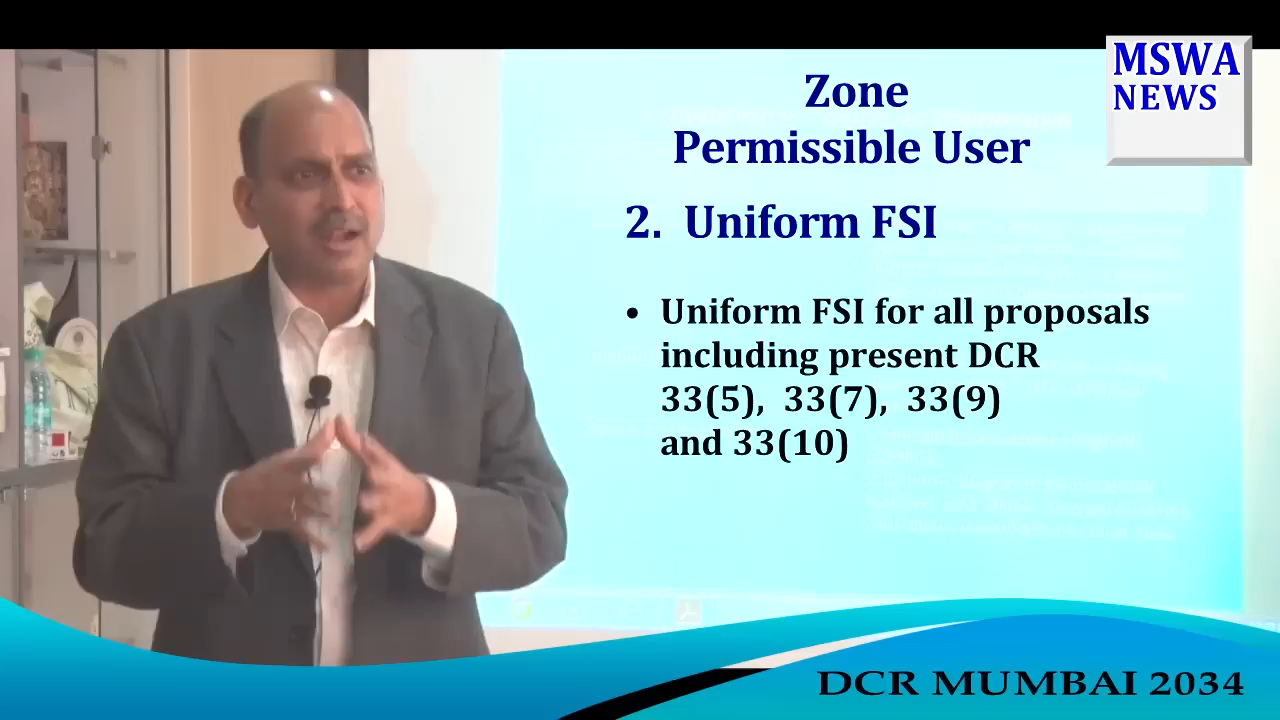 MSWA
NEWS
Zone
Permissible User
2. Uniform FSI
• Uniform FSI for all proposals
including present DCR
33(5), 33(7), 33(9)
and 33(10)
DCR MUMBAI 2034